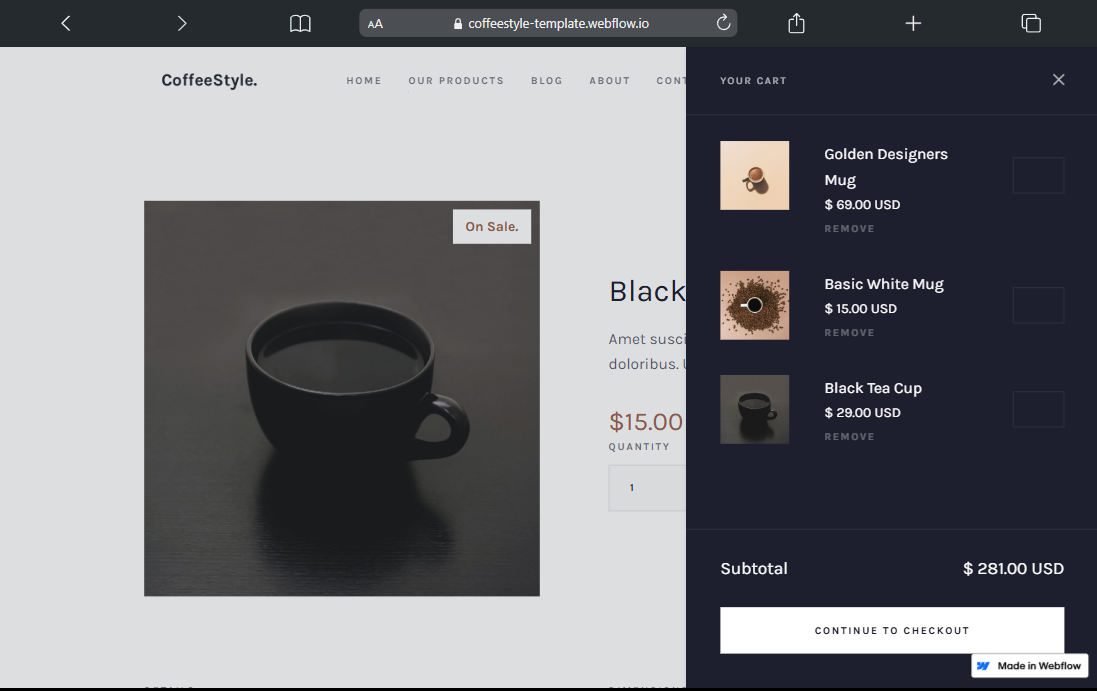 AA coffeestyle-template.webflow.io
CoffeeStyle.
HOME OUR PRODUCTS BLOG ABOUT
YOUR CART
On Sale.
Black
Amet
doloribus.
$15.00
QUANTITY
1
Golden Designers
Mug
$ 69.00 USD
REMOVE
Basic White Mug
$ 15.00 USD
REMOVE
Black Tea Cup
$ 29.00 USD
REMOVE
Subtotal $ 281.00 USD
CONTINUE TO CHECKOUT
Made in Webflow